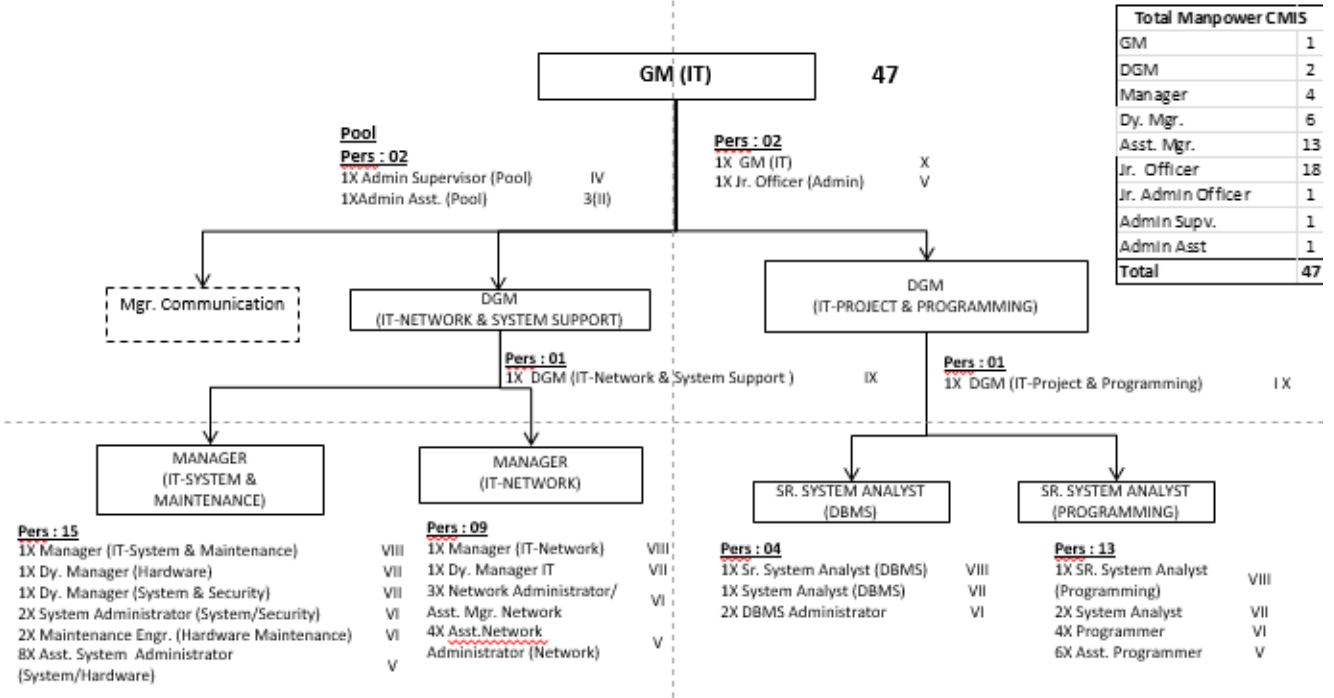 Total Manpower CMIS
GM 1
DGM 2
Manager 4
Dy. Mgr. 6
Asst. Mgr. 13
Jr. Officer 18
Jr. Admin Officer 1
Admin Supv. 1
Admin Asst 1
Total 47
GM (IT)
47
Pool
Pers : 02
1X Admin Supervisor (Pool) IV
1XAdmin Asst. (Pool) 3(II)
Pers : 02
1X GM (IT) X
1X Jr. Officer (Admin) V
Mgr. Communication
DGM
(IT-NETWORK & SYSTEM SUPPORT)
DGM
(IT-PROJECT & PROGRAMMING)
Pers : 01
1X DGM (IT-Network & System Support ) IX
Pers : 01
1X DGM (IT-Project & Programming) I X
MANAGER
(IT-SYSTEM &
MAINTENANCE)
MANAGER
(IT-NETWORK)
SR. SYSTEM ANALYST
(DBMS)
SR. SYSTEM ANALYST
(PROGRAMMING)
Pers : 15
1X Manager (IT-System & Maintenance) VIII
1X Dy. Manager (Hardware) VII
1X Dy. Manager (System & Security) VII
2X System Administrator (System/Security) VI
2X Maintenance Engr. (Hardware Maintenance) VI
8X Asst. System Administrator
(System/Hardware) V
Pers : 09
1X Manager (IT-Network) VIII
1X Dy. Manager IT VII
3X Network Administrator/
Asst. Mgr. Network VI
4X Asst.Network
Administrator (Network) V
Pers : 04
1X Sr. System Analyst (DBMS) VIII
1X System Analyst (DBMS) VII
2X DBMS Administrator VI
Pers : 13
1X SR. System Analyst
(Programming) VIII
2X System Analyst VII
4X Programmer VI
6X Asst. Programmer V